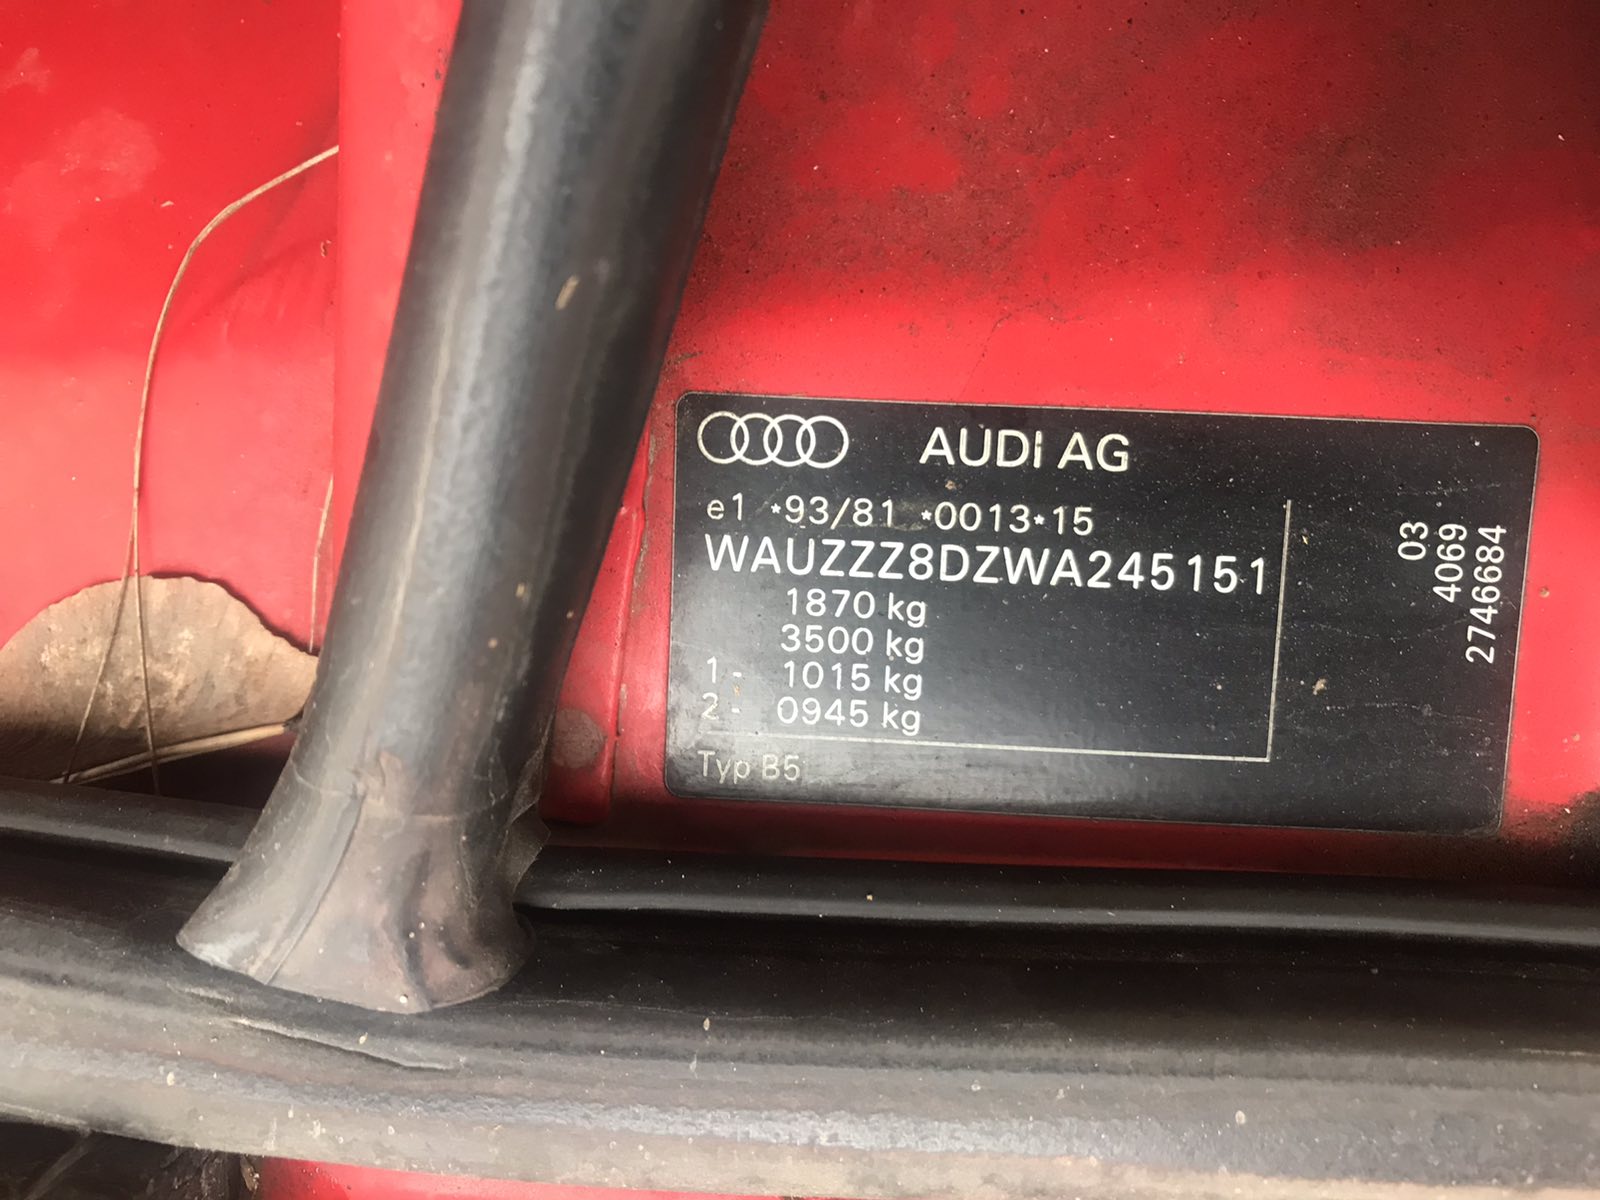 AUDI AG
e1 *93/81 *0013*15
WAUZZZ8DZWA245151
1870 kg
3500 kg
1- 1015 kg
2- 0945 kg
Typ B5
03
4069
2746684